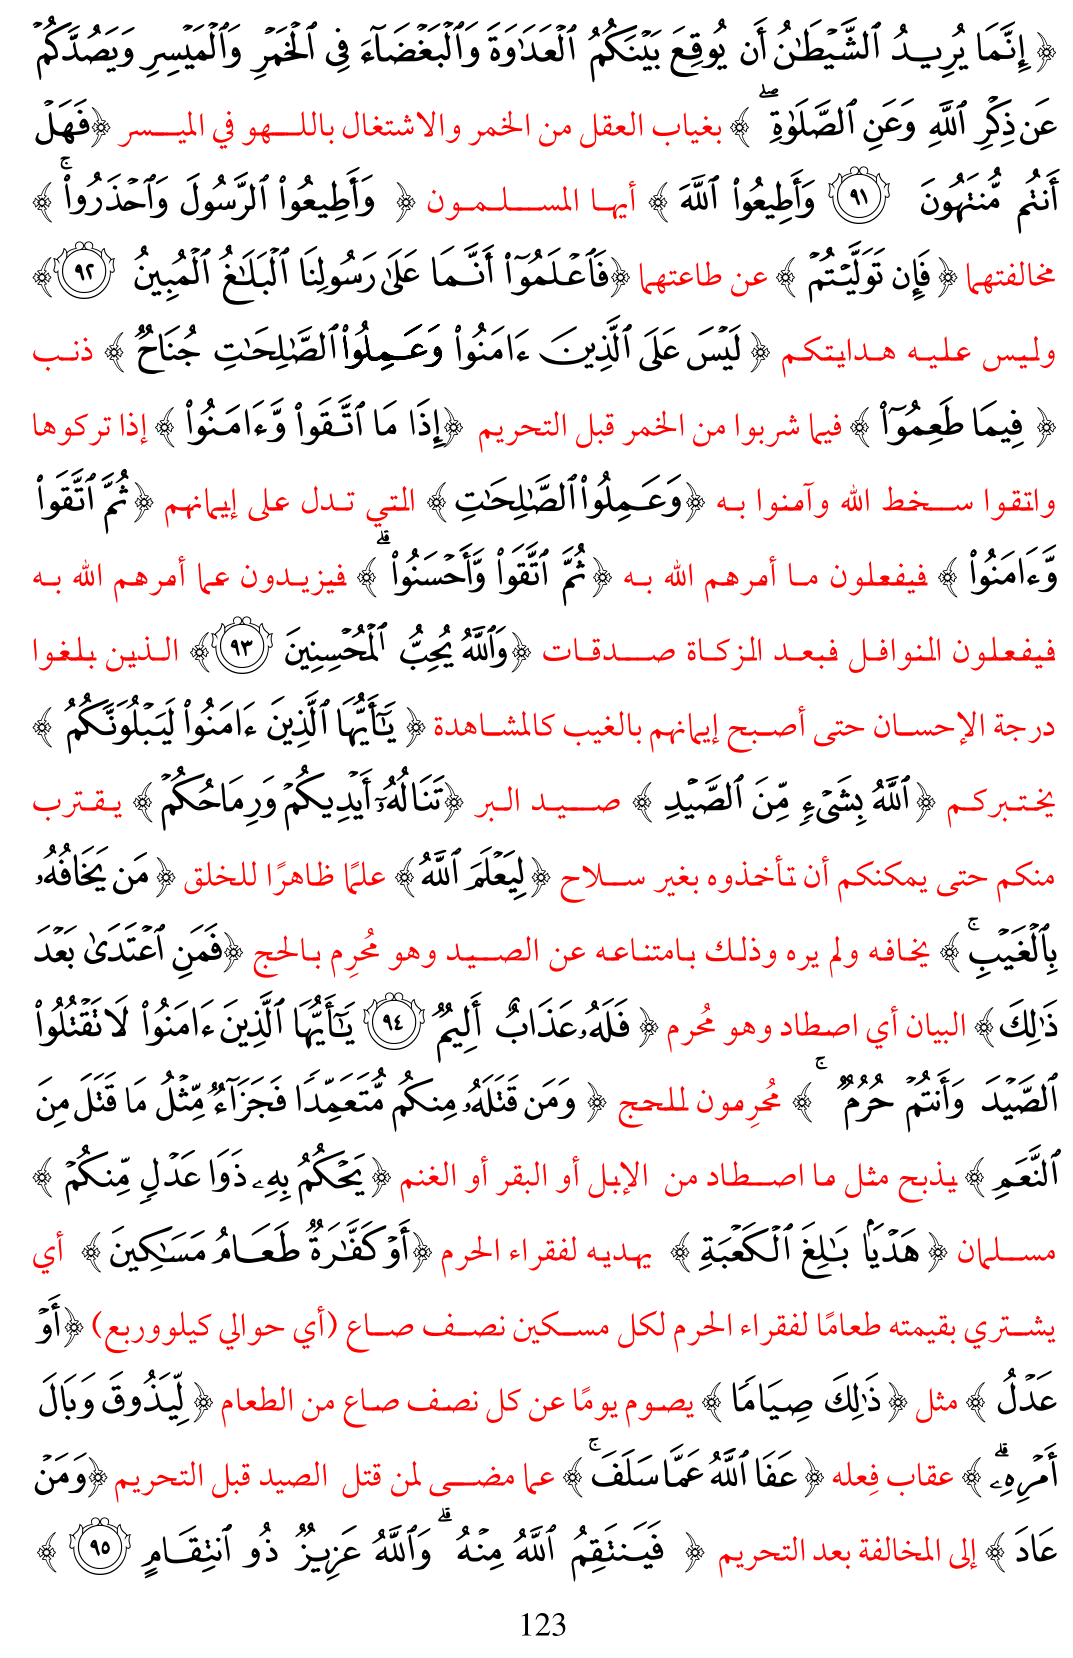 ﴿ إِنَّمَا يُرِيدُ ٱلشَّيْطَٰنُ أَن يُوقِعَ بَيْنَكُمُ ٱلْعَدَٰوَةَ وَٱلْبَغْضَآءَ فِى ٱلْخَمْرِ وَٱلْمَيْسِرِ وَيَصُدَّكُمْ
عَن ذِكْرِ ٱللَّهِ وَعَنِ ٱلصَّلَوٰةِ ۖ ﴾ بغياب العقل من الخمر والاشتغال باللهو في الميسر ﴿فَهَلْ
أَنتُم مُّنتَهُونَ ٩١ وَأَطِيعُوا۟ ٱللَّهَ ﴾ أيها المسلمون ﴿ وَأَطِيعُوا۟ ٱلرَّسُولَ وَٱحْذَرُوا۟ ۚ ﴾
مخالفتهما ﴿ فَإِن تَوَلَّيْتُمْ ﴾ عن طاعتهما ﴿فَٱعْلَمُوٓا۟ أَنَّمَا عَلَىٰ رَسُولِنَا ٱلْبَلَٰغُ ٱلْمُبِينُ ٩٢﴾
وليس عليه هدايتكم ﴿ لَيْسَ عَلَى ٱلَّذِينَ ءَامَنُوا۟ وَعَمِلُوا۟ ٱلصَّٰلِحَٰتِ جُنَاحٌ ﴾ ذنب
﴿ فِيمَا طَعِمُوٓا۟ ﴾ فيما شربوا من الخمر قبل التحريم ﴿إِذَا مَا ٱتَّقَوا۟ وَّءَامَنُوا۟ ﴾ إذا تركوها
واتقوا سخط الله وآمنوا به ﴿وَعَمِلُوا۟ ٱلصَّٰلِحَٰتِ ﴾ التي تدل على إيمانهم ﴿ثُمَّ ٱتَّقَوا۟
وَّءَامَنُوا۟ ﴾ فيفعلون ما أمرهم الله به ﴿ثُمَّ ٱتَّقَوا۟ وَّأَحْسَنُوا۟ ۗ ﴾ فيزيدون عما أمرهم الله به
فيفعلون النوافل فبعد الزكاة صدقات ﴿وَٱللَّهُ يُحِبُّ ٱلْمُحْسِنِينَ ٩٣﴾ الذين بلغوا
درجة الإحسان حتى أصبح إيمانهم بالغيب كالمشاهدة ﴿ يَٰٓأَيُّهَا ٱلَّذِينَ ءَامَنُوا۟ لَيَبْلُوَنَّكُمُ ﴾
يختبركم ﴿ ٱللَّهُ بِشَىْءٍ مِّنَ ٱلصَّيْدِ ﴾ صيد البر ﴿تَنَالُهُۥٓ أَيْدِيكُمْ وَرِمَاحُكُمْ ﴾ يقترب
منكم حتى يمكنكم أن تأخذوه بغير سلاح ﴿لِيَعْلَمَ ٱللَّهُ ﴾ علمًا ظاهرًا للخلق ﴿ مَن يَخَافُهُۥ
بِٱلْغَيْبِ ۚ ﴾ يخافه ولم يره وذلك بامتناعه عن الصيد وهو مُحرِم بالحج ﴿فَمَنِ ٱعْتَدَىٰ بَعْدَ
ذَٰلِكَ﴾ البيان أي اصطاد وهو مُحرم ﴿ فَلَهُۥ عَذَابٌ أَلِيمٌ ٩٤ يَٰٓأَيُّهَا ٱلَّذِينَ ءَامَنُوا۟ لَا تَقْتُلُوا۟
ٱلصَّيْدَ وَأَنتُمْ حُرُمٌ ۚ ﴾ مُحرِمون للحج ﴿ وَمَن قَتَلَهُۥ مِنكُم مُّتَعَمِّدًا فَجَزَآءٌ مِّثْلُ مَا قَتَلَ مِنَ
ٱلنَّعَمِ ﴾ يذبح مثل ما اصطاد من الإبل أو البقر أو الغنم ﴿ يَحْكُمُ بِهِۦ ذَوَا عَدْلٍ مِّنكُمْ ﴾
مسلمان ﴿ هَدْيًۢا بَٰلِغَ ٱلْكَعْبَةِ ﴾ يهديه لفقراء الحرم ﴿أَوْ كَفَّٰرَةٌ طَعَامُ مَسَٰكِينَ ﴾ أي
يشتري بقيمته طعامًا لفقراء الحرم لكل مسكين نصف صاع (أي حوالي كيلووربع) ﴿أَوْ
عَدْلُ ﴾ مثل ﴿ ذَٰلِكَ صِيَامًا ﴾ يصوم يومًا عن كل نصف صاع من الطعام ﴿ لِّيَذُوقَ وَبَالَ
أَمْرِهِۦ ۗ ﴾ عقاب فِعله ﴿ عَفَا ٱللَّهُ عَمَّا سَلَفَ ۚ ﴾ عما مضى لمن قتل الصيد قبل التحريم ﴿وَمَنْ
عَادَ ﴾ إلى المخالفة بعد التحريم ﴿ فَيَنتَقِمُ ٱللَّهُ مِنْهُ ۗ وَٱللَّهُ عَزِيزٌ ذُو ٱنتِقَامٍ ٩٥ ﴾
123